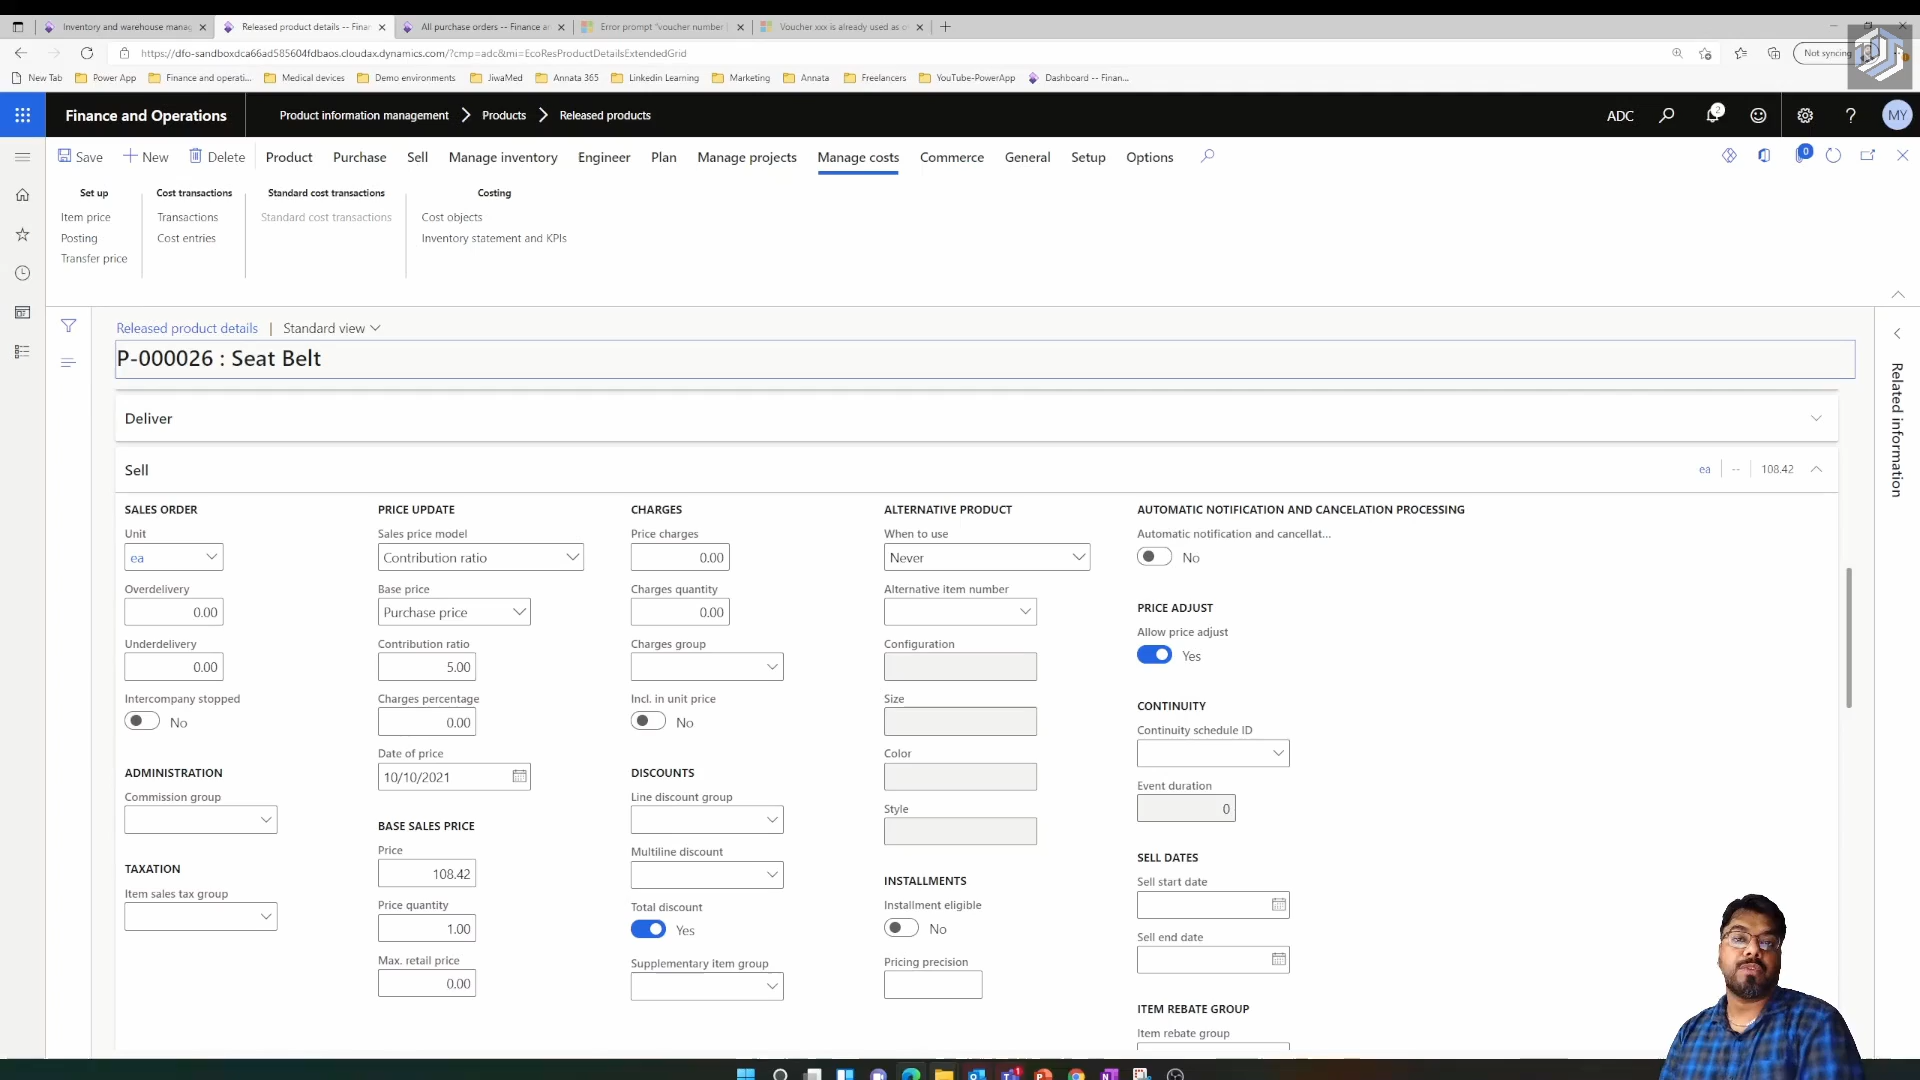 Inventory and warehouse manag
Released product details -- Finan
All purchase orders -- Finance an
Error prompt "voucher number
Voucher xxx is already used as o
https://dfo-sandboxdca66ad585604fdbaos.cloudax.dynamics.com/?cmp=adc&mi=EcoResProductDetailsExtendedGrid
Not syncing
New Tab
Power App
Finance and operati...
Medical devices
Demo environments
JiwaMed
Annata 365
Linkedin Learning
Marketing
Annata
Freelancers
YouTube-PowerApp
Dashboard -- Finan...
Finance and Operations
Product information management
Products
Released products
ADC
2
?
MY
Save
New
Delete
Product
Purchase
Sell
Manage inventory
Engineer
Plan
Manage projects
Manage costs
Commerce
General
Setup
Options
0
Set up
Item price
Posting
Transfer price
Cost transactions
Transactions
Cost entries
Standard cost transactions
Standard cost transactions
Costing
Cost objects
Inventory statement and KPIs
Released product details | Standard view
P-000026 : Seat Belt
Related information
Deliver
Sell
ea
--
108.42
SALES ORDER
Unit
ea
Overdelivery
0.00
Underdelivery
0.00
Intercompany stopped
No
ADMINISTRATION
Commission group
TAXATION
Item sales tax group
PRICE UPDATE
Sales price model
Contribution ratio
Base price
Purchase price
Contribution ratio
5.00
Charges percentage
0.00
Date of price
10/10/2021
BASE SALES PRICE
Price
108.42
Price quantity
1.00
Max. retail price
0.00
CHARGES
Price charges
0.00
Charges quantity
0.00
Charges group
Incl. in unit price
No
DISCOUNTS
Line discount group
Multiline discount
Total discount
Yes
Supplementary item group
ALTERNATIVE PRODUCT
When to use
Never
Alternative item number
Configuration
Size
Color
Style
INSTALLMENTS
Installment eligible
No
Pricing precision
AUTOMATIC NOTIFICATION AND CANCELATION PROCESSING
Automatic notification and cancellat...
No
PRICE ADJUST
Allow price adjust
Yes
CONTINUITY
Continuity schedule ID
Event duration
0
SELL DATES
Sell start date
Sell end date
ITEM REBATE GROUP
Item rebate group